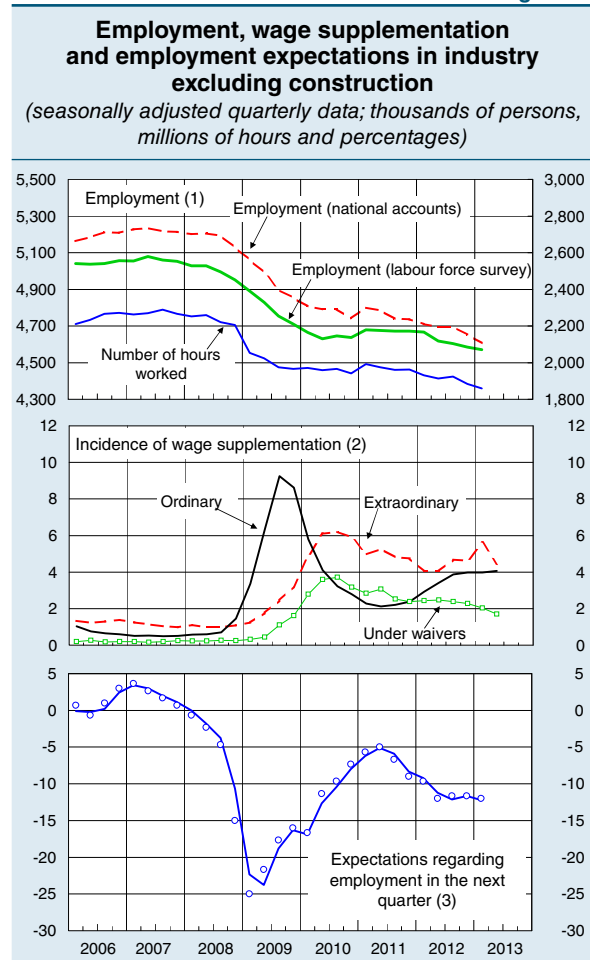 Employment, wage supplementation
and employment expectations in industry
excluding construction
(seasonally adjusted quarterly data; thousands of persons,
millions of hours and percentages)
5,500 3,000
Employment (1)
Employment (national accounts)
5,300 2,800
5,100 2,600
Employment (labour force survey)
4,900 2,400
4,700 2,200
Number of hours
worked
4,500 2,000
4,300 1,800
12 12
Incidence of wage supplementation (2)
10 10
8 8
Ordinary Extraordinary
6 6
4 4
2 2
Under waivers
0 0
5 5
0 0
-5 -5
-10 -10
-15 -15
-20 -20
Expectations regarding
employment in the next
quarter (3)
-25 -25
-30 -30
2006 2007 2008 2009 2010 2011 2012 2013